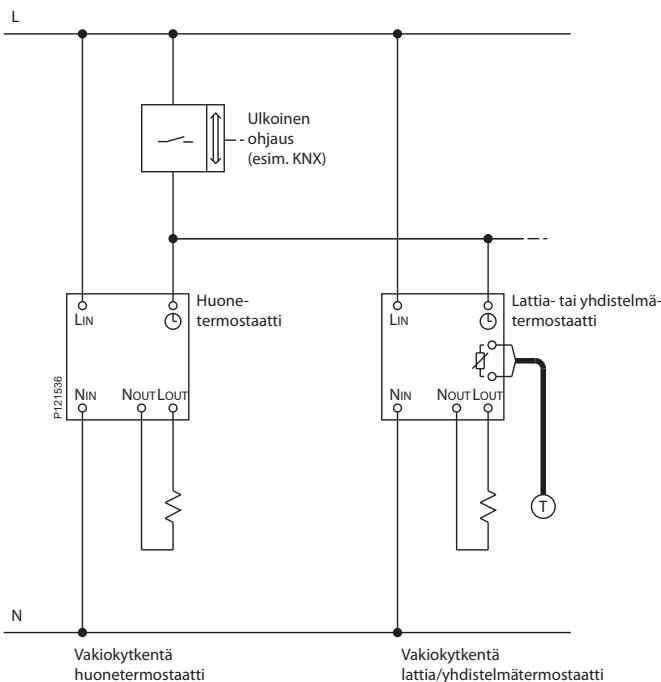 L
Ulkoinen
ohjaus
(esim. KNX)
Huone-
termostaatti
Lattia- tai yhdistelmä-
termostaatti
LIN
LIN
P121536
NIN
NOUT
LOUT
NIN
NOUT
LOUT
T
N
Vakiokytkentä
huonetermostaatti
Vakiokytkentä
lattia/yhdistelmätermostaatti